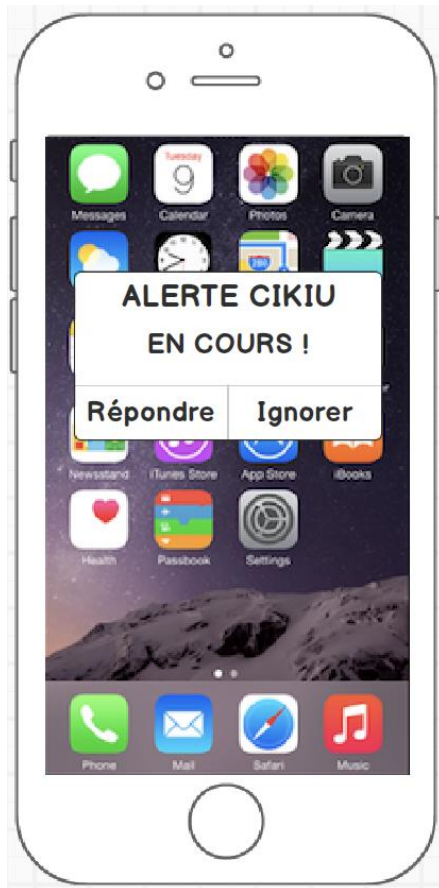 Tuesday
9
Messages
Calendar
Photos
Camera
280
ALERTE CIKIU
EN COURS !
Répondre
Ignorer
Newsstand
iTunes Store
App Store
iBooks
Health
Passbook
Settings
Phone
Mail
Safari
Music